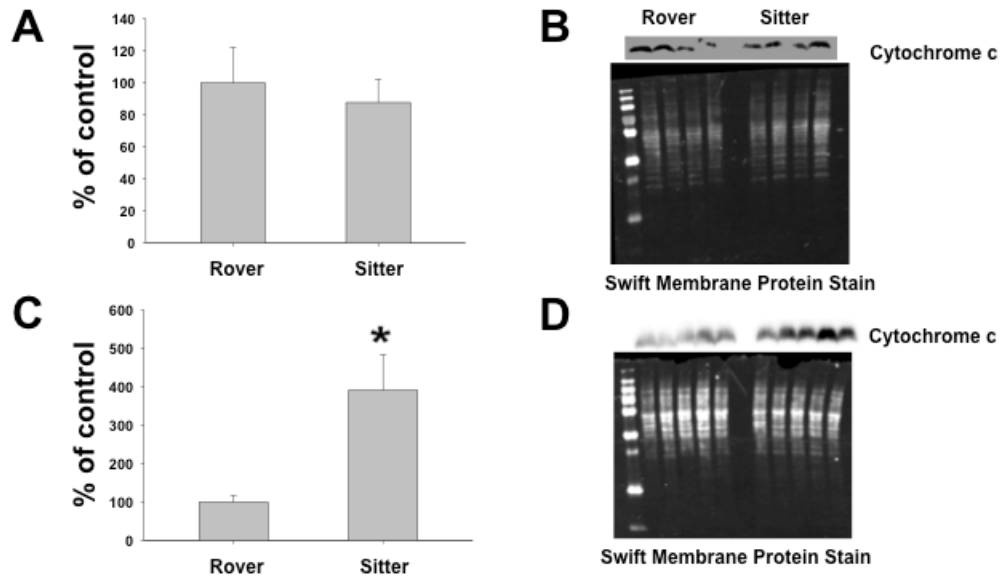 A
% of control
140
120
100
80
60
40
20
0
Rover Sitter
B
Rover Sitter
Cytochrome c
Swift Membrane Protein Stain
C
% of control
600
500
400
300
200
100
0
*
Rover Sitter
D
Cytochrome c
Swift Membrane Protein Stain